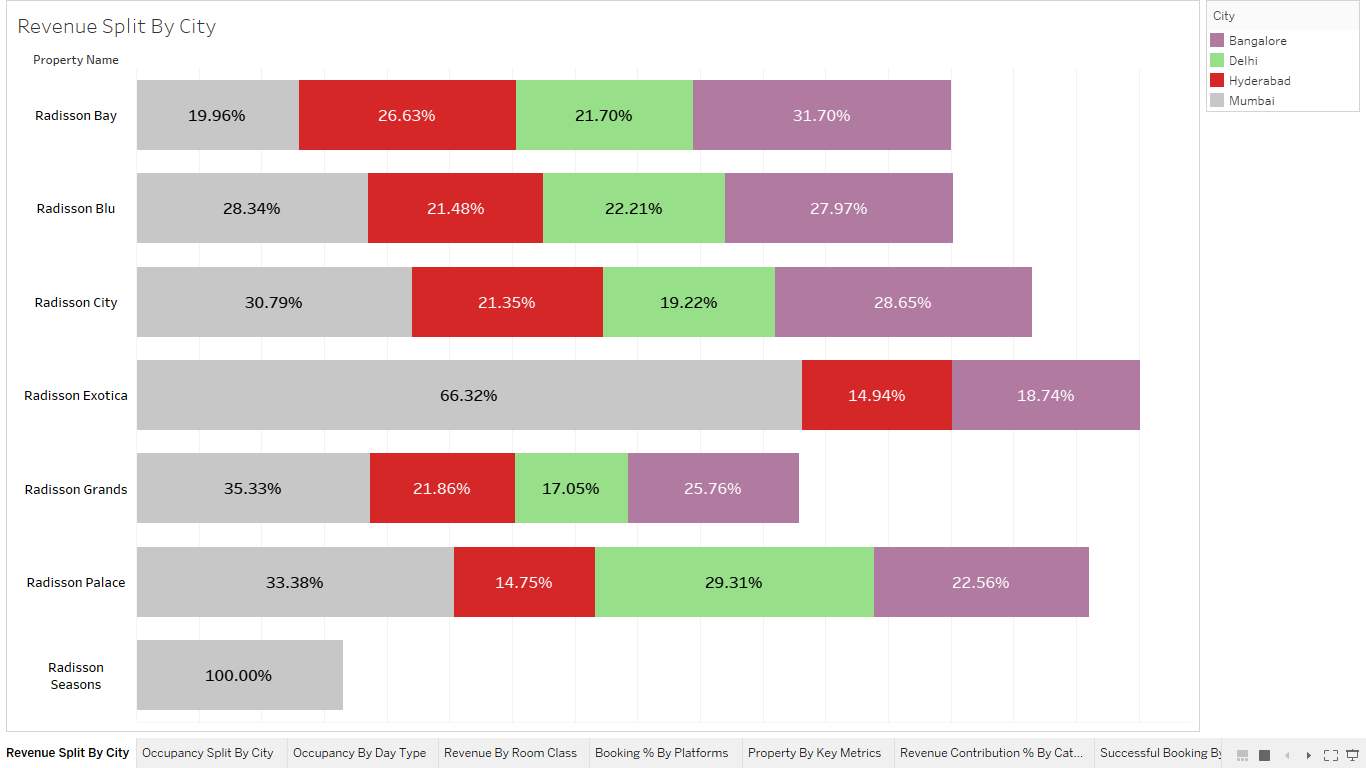 Revenue Split By City
Property Name
Radisson Bay
19.96%
26.63%
21.70%
31.70%
Radisson Blu
28.34%
21.48%
22.21%
27.97%
Radisson City
30.79%
21.35%
19.22%
28.65%
Radisson Exotica
66.32%
14.94%
18.74%
Radisson Grands
35.33%
21.86%
17.05%
25.76%
Radisson Palace
33.38%
14.75%
29.31%
22.56%
Radisson
Seasons
100.00%
City
Bangalore
Delhi
Hyderabad
Mumbai
Revenue Split By City
Occupancy Split By City
Occupancy By Day Type
Revenue By Room Class
Booking % By Platforms
Property By Key Metrics
Revenue Contribution % By Cat...
Successful Booking By